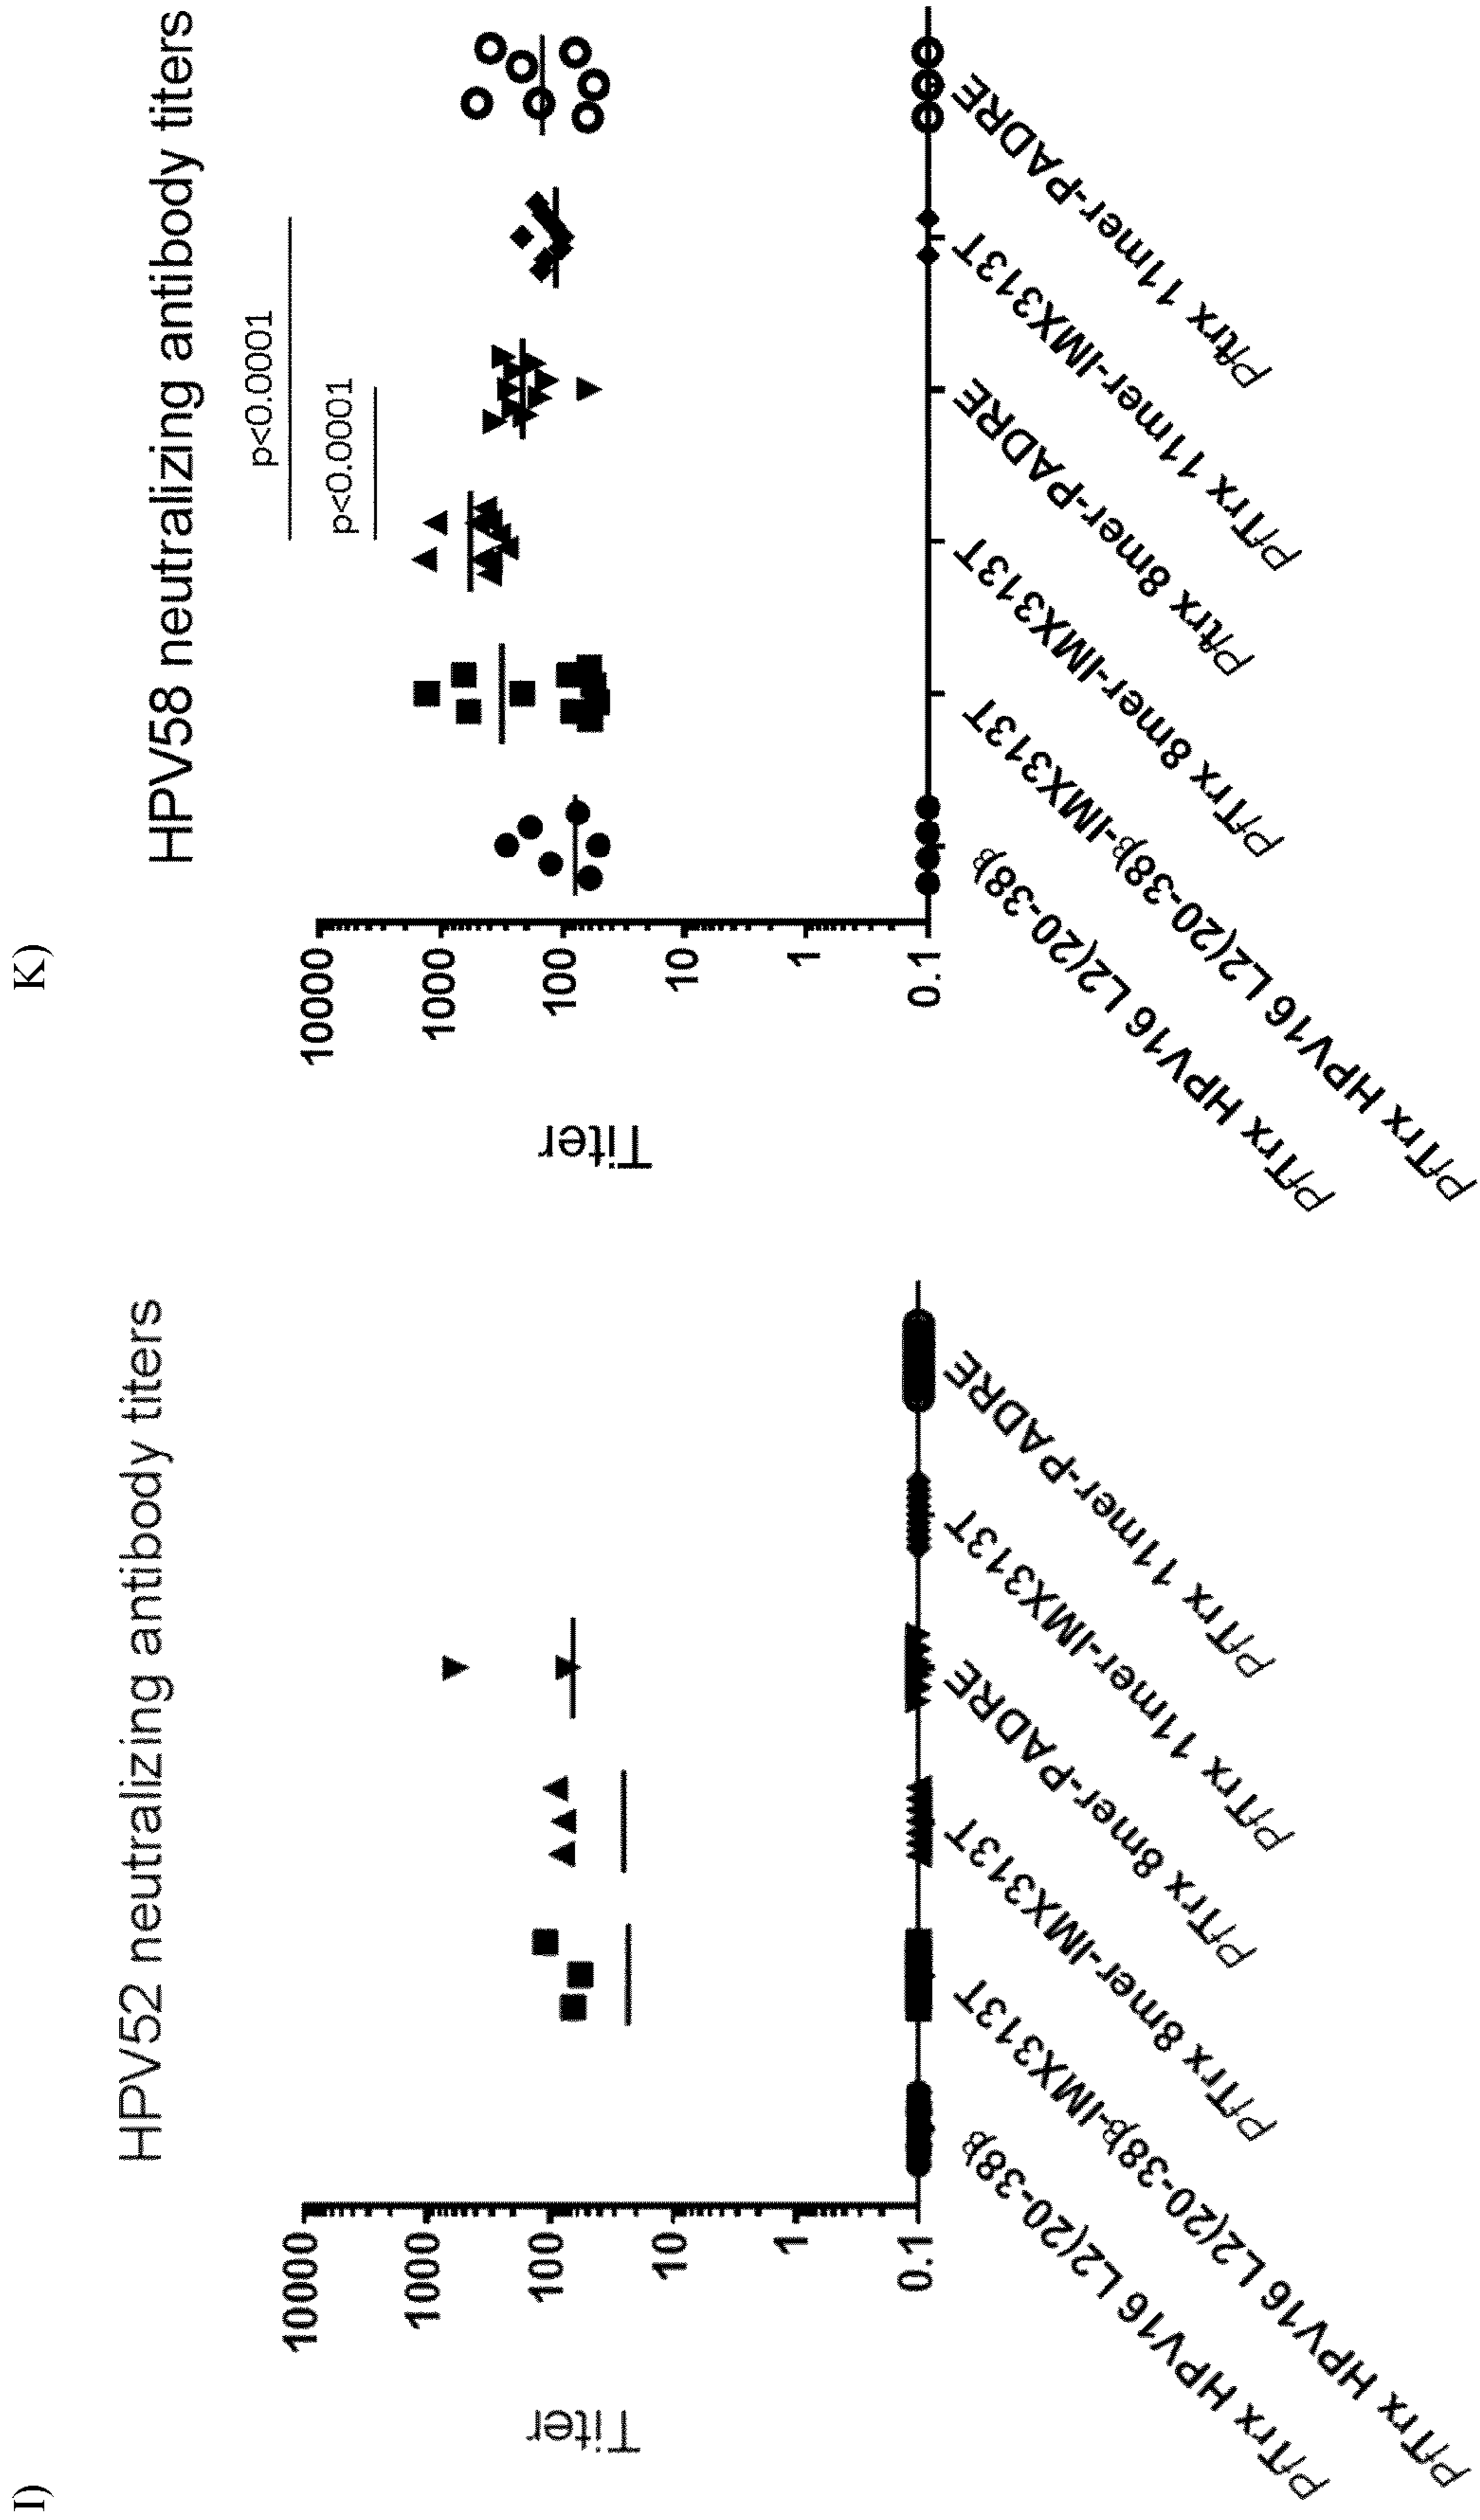 I)
HPV52 neutralizing antibody titers
Titer
10000
1000
100
10
1
0.1
PfTrx HPV16 L2(20-38)β
PfTrx HPV16 L2(20-38)β-IMX313T
PfTrx 8mer-IMX313T
PfTrx 8mer-PADRE
PfTrx 11mer-IMX313T
PfTrx 11mer-PADRE
K)
HPV58 neutralizing antibody titers
p<0.0001
p<0.0001
Titer
10000
1000
100
10
1
0.1
PfTrx HPV16 L2(20-38)β
PfTrx HPV16 L2(20-38)β-IMX313T
PfTrx 8mer-IMX313T
Pftrx 8mer-PADRE
PfTrx 11mer-IMX313T
Pftrx 11mer-PADRE